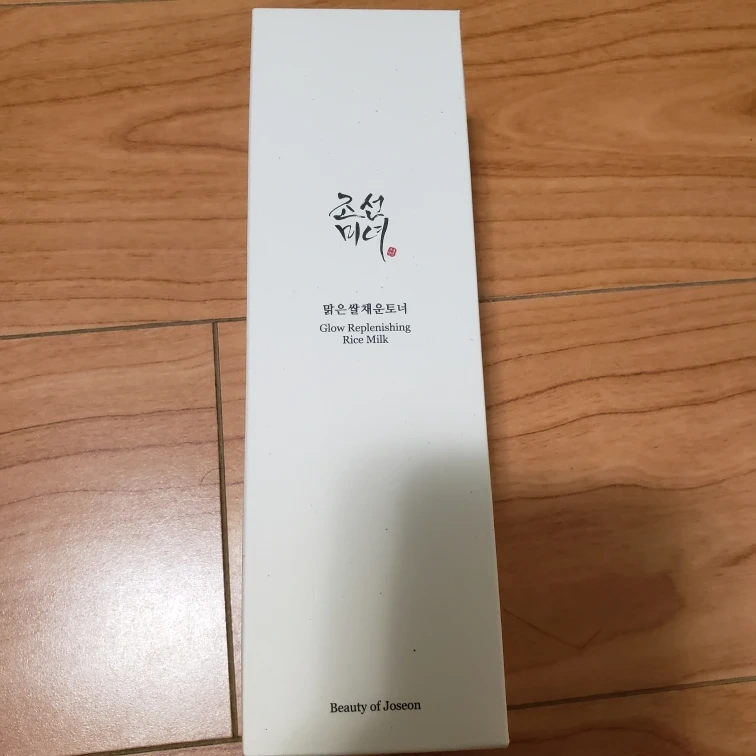 조선
미녀
맑은쌀채운토너
Glow Replenishing
Rice Milk
Beauty of Joseon